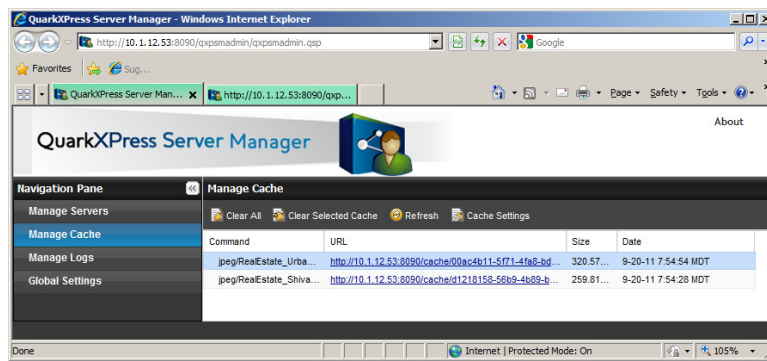 QuarkXPress Server Manager - Windows Internet Explorer
http://10.1.12.53:8090/qxpsmadmin/qxpsmadmin.qsp
Google
Favorites Sug...
QuarkXPress Server Man... http://10.1.12.53:8090/qxp...
Page Safety Tools
About
QuarkXPress Server Manager
Navigation Pane
Manage Servers
Manage Cache
Manage Logs
Global Settings
Manage Cache
Clear All Clear Selected Cache Refresh Cache Settings
Command URL Size Date
jpeg/RealEstate_Urba... http://10.1.12.53:8090/cache/00ac4b11-5f71-4fa8-bd... 320.57... 9-20-11 7:54:54 MDT
jpeg/RealEstate_Shiva... http://10.1.12.53:8090/cache/d1218158-56b9-4b89-b... 259.81... 9-20-11 7:54:28 MDT
Done Internet | Protected Mode: On 105%